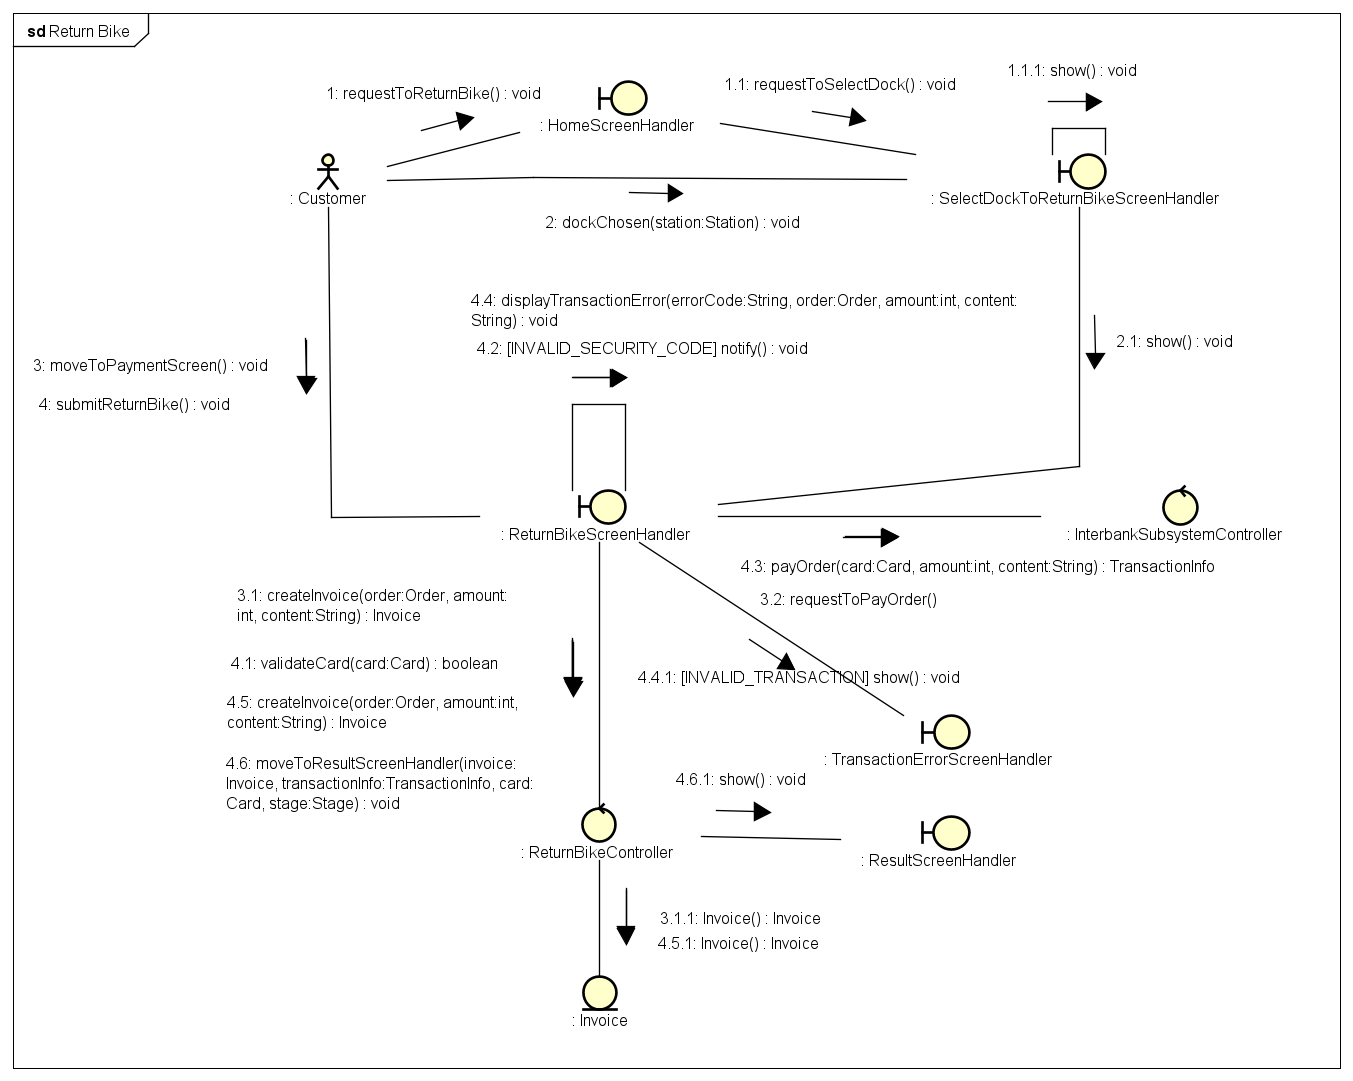 sd Return Bike
1.1.1: show() : void
1.1: requestToSelectDock() : void
1: requestToReturnBike() : void
: HomeScreenHandler
: Customer
: SelectDockToReturnBikeScreenHandler
2: dockChosen(station:Station) : void
4.4: displayTransactionError(errorCode:String, order:Order, amount:int, content:
String) : void
4.2: [INVALID_SECURITY_CODE] notify() : void
2.1: show() : void
3: moveToPaymentScreen() : void
4: submitReturnBike() : void
: ReturnBikeScreenHandler
: InterbankSubsystemController
4.3: payOrder(card:Card, amount:int, content:String) : TransactionInfo
3.2: requestToPayOrder()
3.1: createInvoice(order:Order, amount:
int, content:String) : Invoice
4.1: validateCard(card:Card) : boolean
4.4.1: [INVALID_TRANSACTION] show() : void
4.5: createInvoice(order:Order, amount:int,
content:String) : Invoice
: TransactionErrorScreenHandler
4.6: moveToResultScreenHandler(invoice:
Invoice, transactionInfo:TransactionInfo, card:
Card, stage:Stage) : void
4.6.1: show() : void
: ReturnBikeController
: ResultScreenHandler
3.1.1: Invoice() : Invoice
4.5.1: Invoice() : Invoice
: Invoice